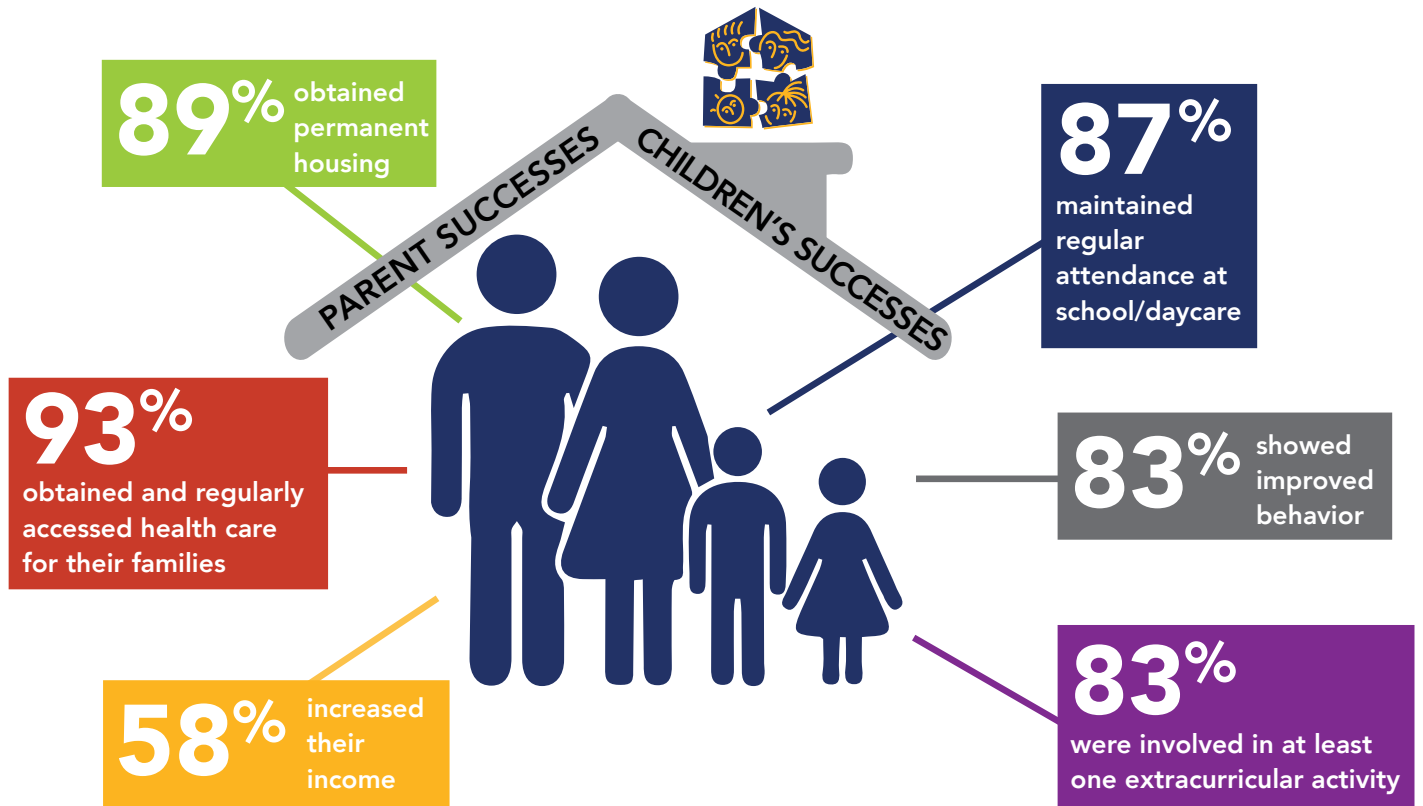 PARENT SUCCESSES
89%
obtained
permanent
housing
93%
obtained and regularly
accessed health care
for their families
58%
increased
their
income
CHILDREN'S SUCCESSES
87%
maintained
regular
attendance at
school/daycare
83%
showed
improved
behavior
83%
were involved in at least
one extracurricular activity